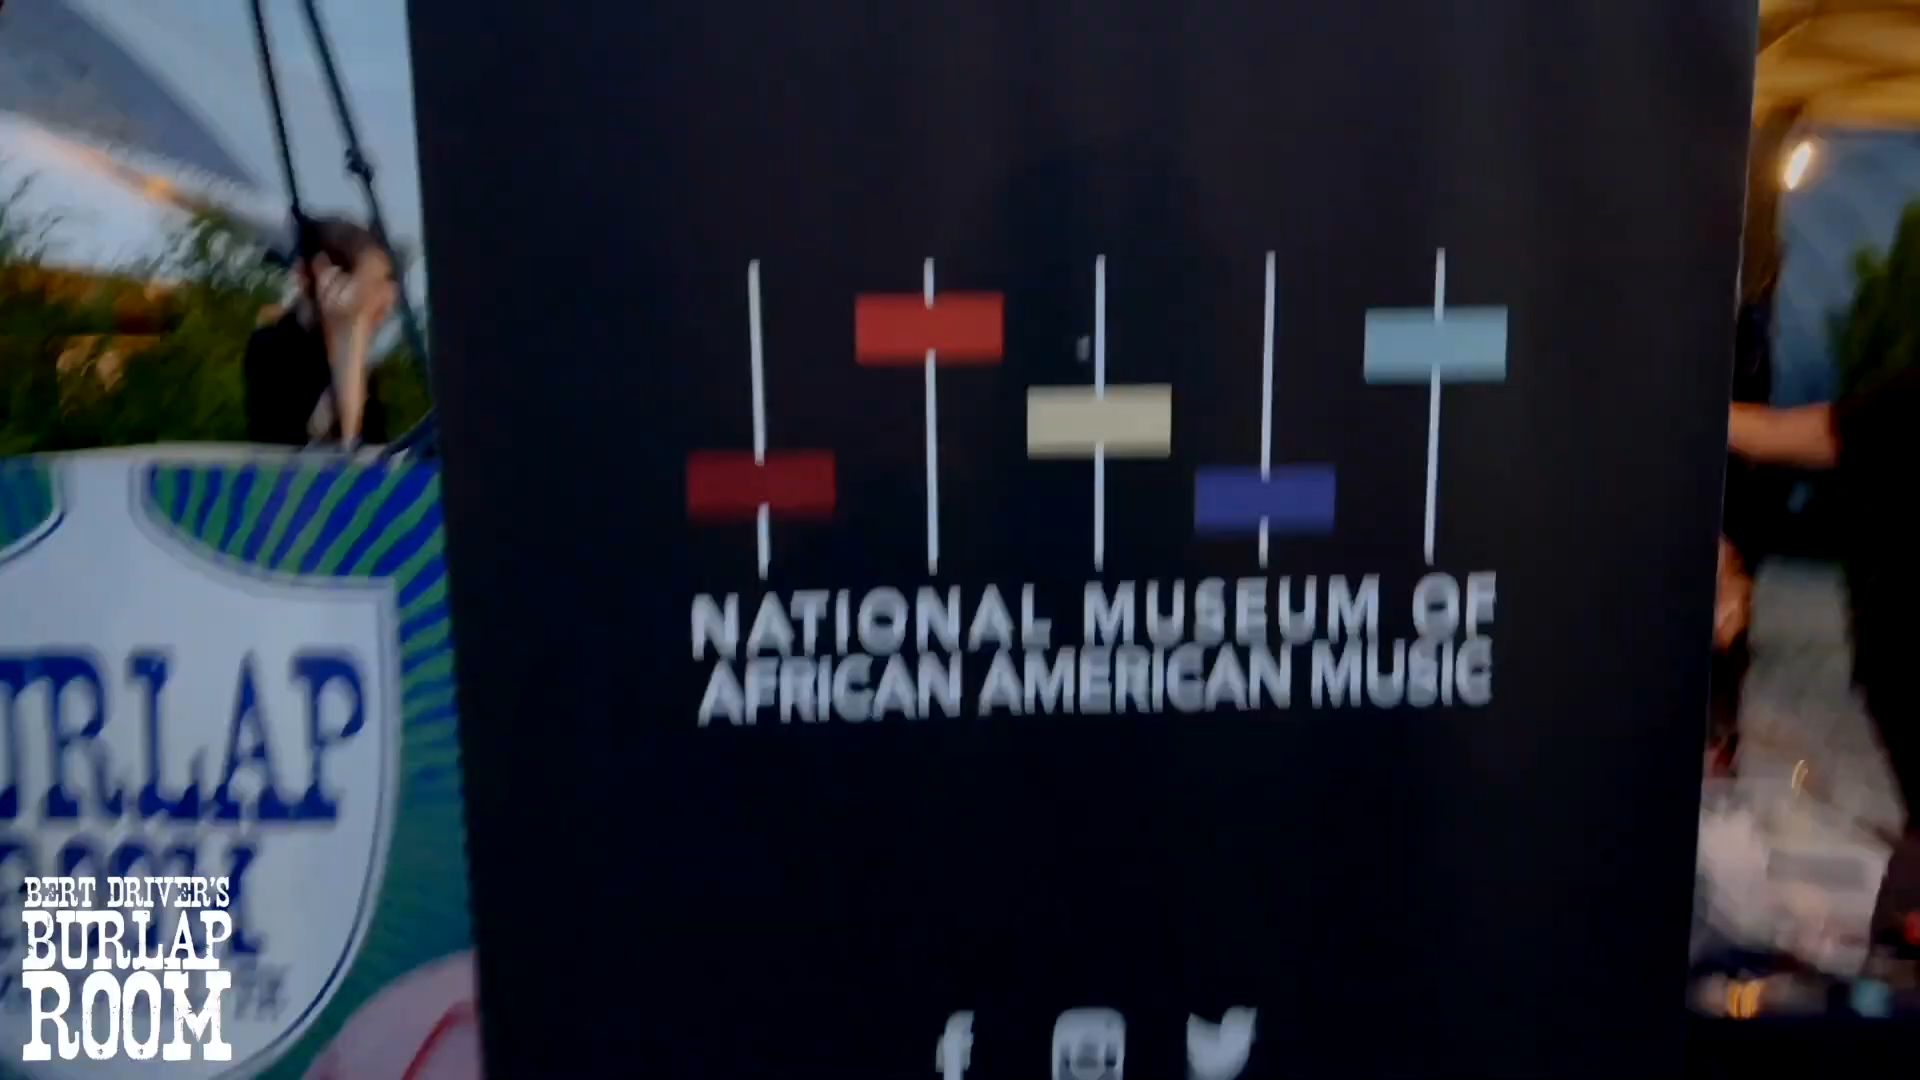 NATIONAL MUSEUM OF
AFRICAN AMERICAN MUSIC
URLAP
BERT DRIVER'S
BURLAP
ROOM